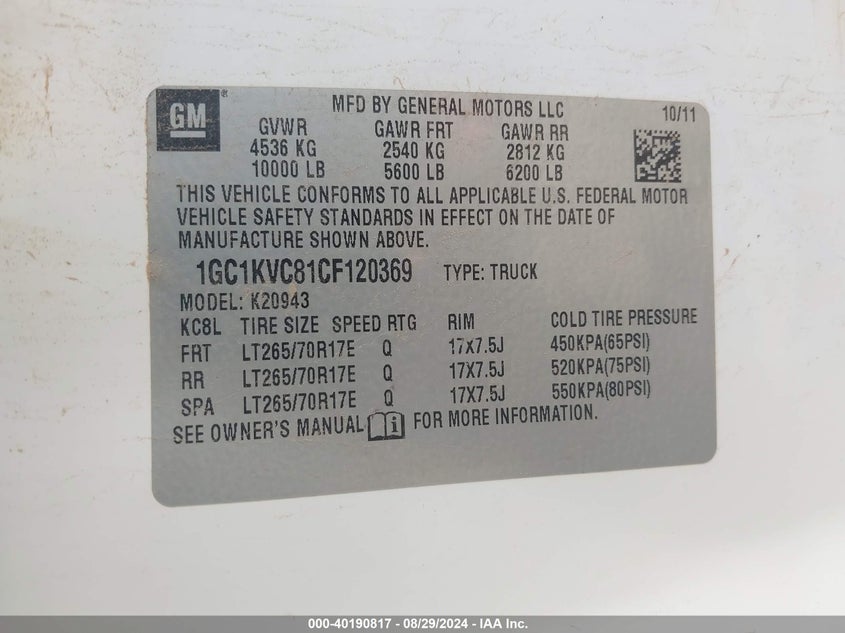 GM®
MFD BY GENERAL MOTORS LLC 10/11
GVWR GAWR FRT GAWR RR
4536 KG 2540 KG 2812 KG
10000 LB 5600 LB 6200 LB
THIS VEHICLE CONFORMS TO ALL APPLICABLE U.S. FEDERAL MOTOR
VEHICLE SAFETY STANDARDS IN EFFECT ON THE DATE OF
MANUFACTURE SHOWN ABOVE.
1GC1KVC81CF120369 TYPE: TRUCK
MODEL: K20943
KC8L TIRE SIZE SPEED RTG RIM COLD TIRE PRESSURE
FRT LT265/70R17E Q 17X7.5J 450KPA(65PSI)
RR LT265/70R17E Q 17X7.5J 520KPA(75PSI)
SPA LT265/70R17E Q 17X7.5J 550KPA(80PSI)
SEE OWNER'S MANUAL i FOR MORE INFORMATION.
000-40190817 - 08/29/2024 - IAA Inc.